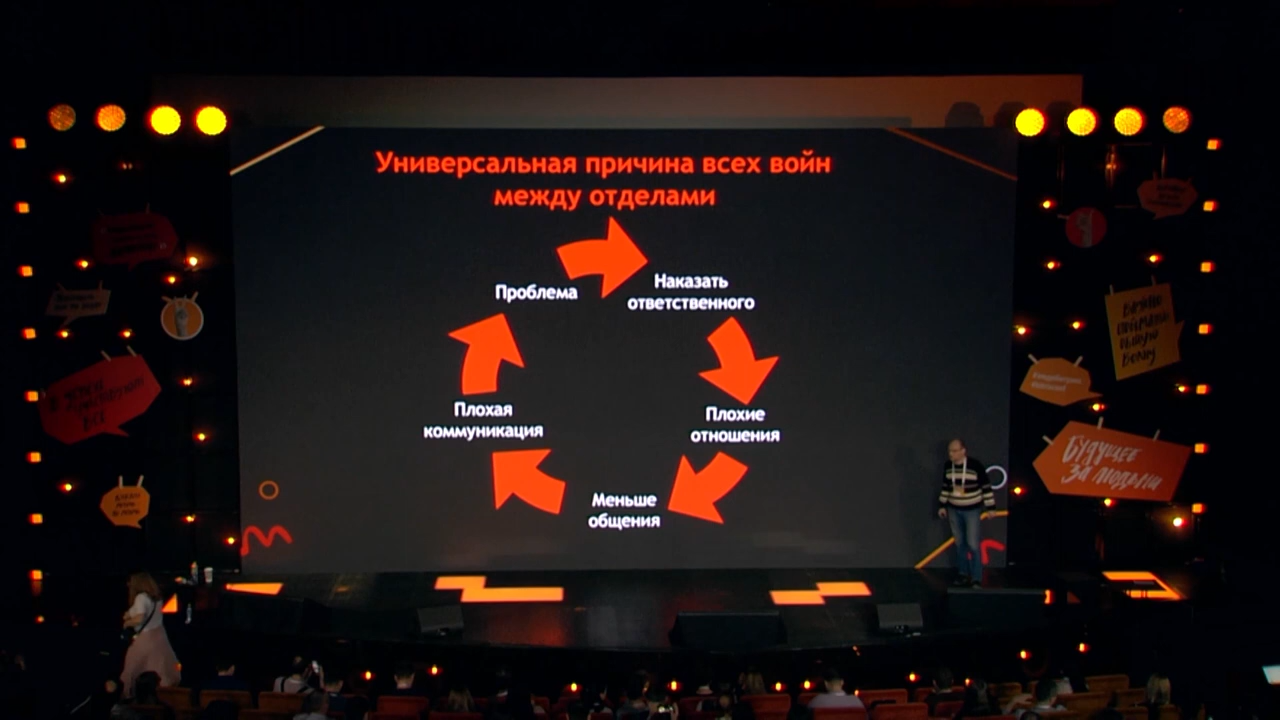 Универсальная причина всех войн
между отделами
Проблема
Наказать
ответственного
Плохие
отношения
Меньше
общения
Плохая
коммуникация
БУДУЩЕЕ
ЗА ЛЮДЬМИ